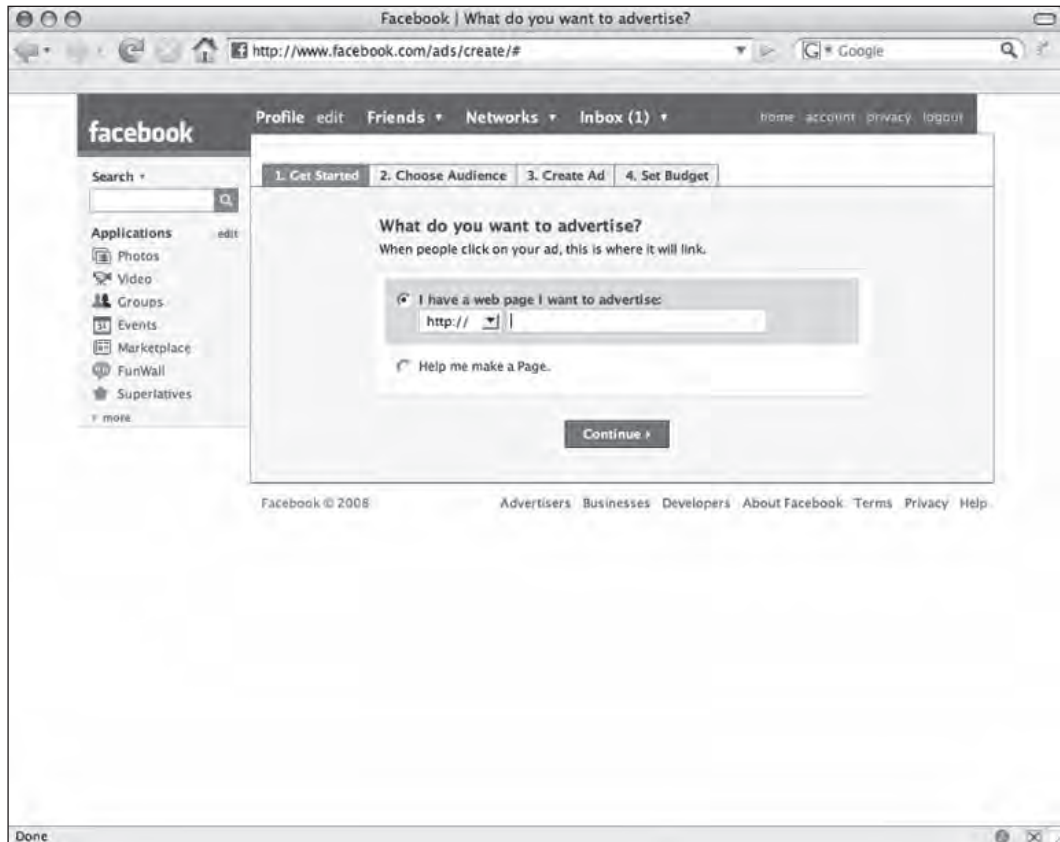 Facebook | What do you want to advertise?
http://www.facebook.com/ads/create/#
G Google
facebook
Profile edit Friends Networks Inbox (1) home account privacy logout
Search
1. Get Started 2. Choose Audience 3. Create Ad 4. Set Budget
Applications edit
Photos
Video
Groups
31 Events
Marketplace
FunWall
Superlatives
more
What do you want to advertise?
When people click on your ad, this is where it will link.
I have a web page I want to advertise:
http://
Help me make a Page.
Continue
Facebook © 2008 Advertisers Businesses Developers About Facebook Terms Privacy Help
Done